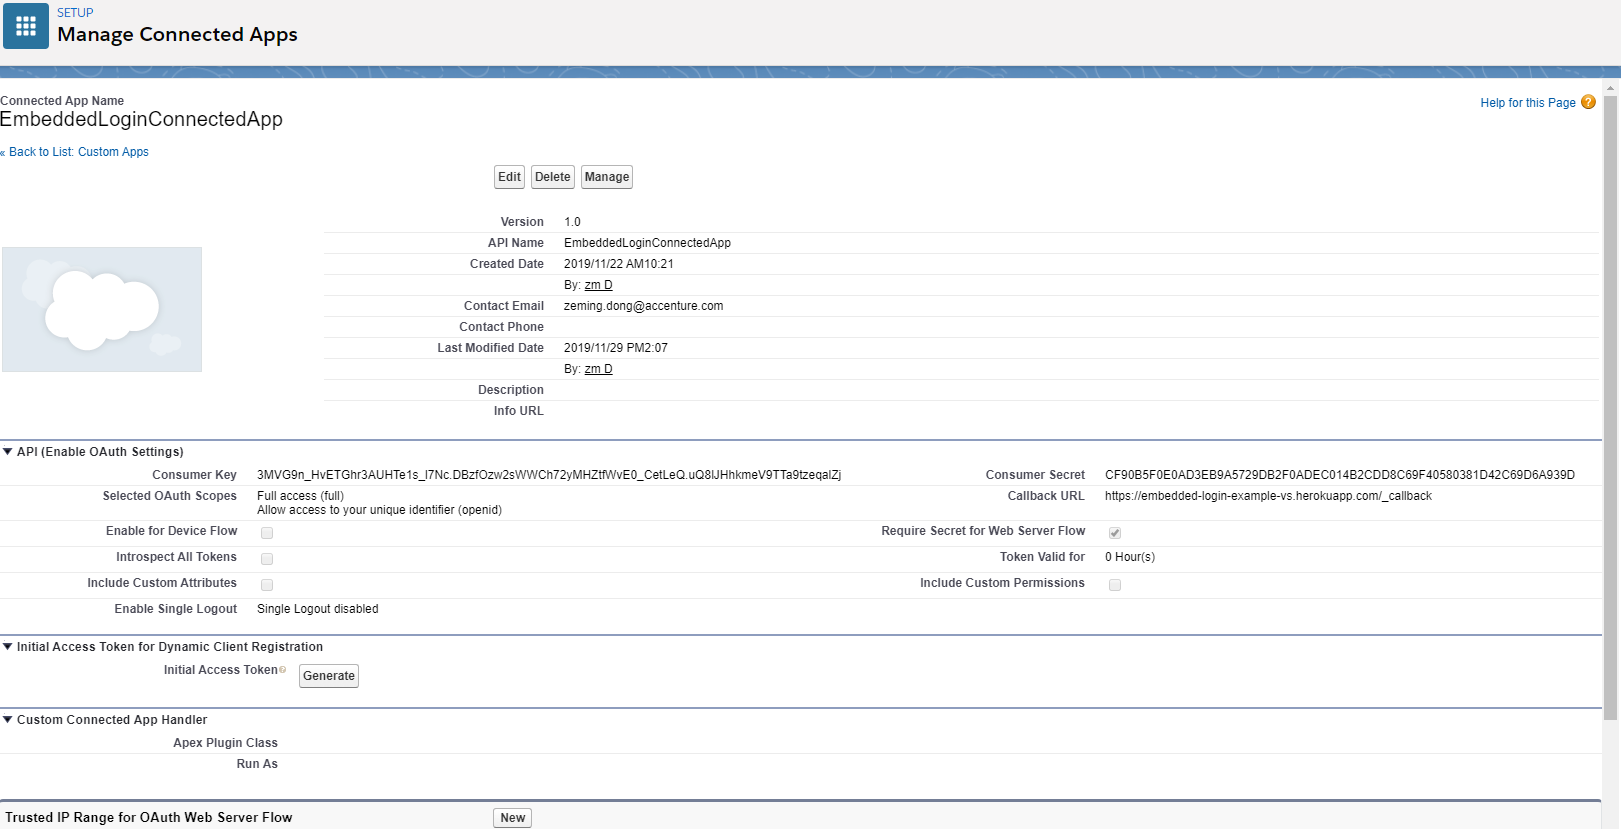 SETUP
Manage Connected Apps
Connected App Name
EmbeddedLoginConnectedApp
Help for this Page
« Back to List: Custom Apps
Edit Delete Manage
Version 1.0
API Name EmbeddedLoginConnectedApp
Created Date 2019/11/22 AM10:21
By: zm D
Contact Email zeming.dong@accenture.com
Contact Phone
Last Modified Date 2019/11/29 PM2:07
By: zm D
Description
Info URL
API (Enable OAuth Settings)
Consumer Key 3MVG9n_HvETGhr3AUHTe1s_I7Nc.DBzfOzw2sWWCh72yMHZtfWvE0_CetLeQ.uQ8lJHhkmeV9TTa9tzeqalZj Consumer Secret CF90B5F0E0AD3EB9A5729DB2F0ADEC014B2CDD8C69F40580381D42C69D6A939D
Selected OAuth Scopes Full access (full) Callback URL https://embedded-login-example-vs.herokuapp.com/_callback
Allow access to your unique identifier (openid)
Enable for Device Flow Require Secret for Web Server Flow
Introspect All Tokens Token Valid for 0 Hour(s)
Include Custom Attributes Include Custom Permissions
Enable Single Logout Single Logout disabled
Initial Access Token for Dynamic Client Registration
Initial Access Token Generate
Custom Connected App Handler
Apex Plugin Class
Run As
Trusted IP Range for OAuth Web Server Flow New